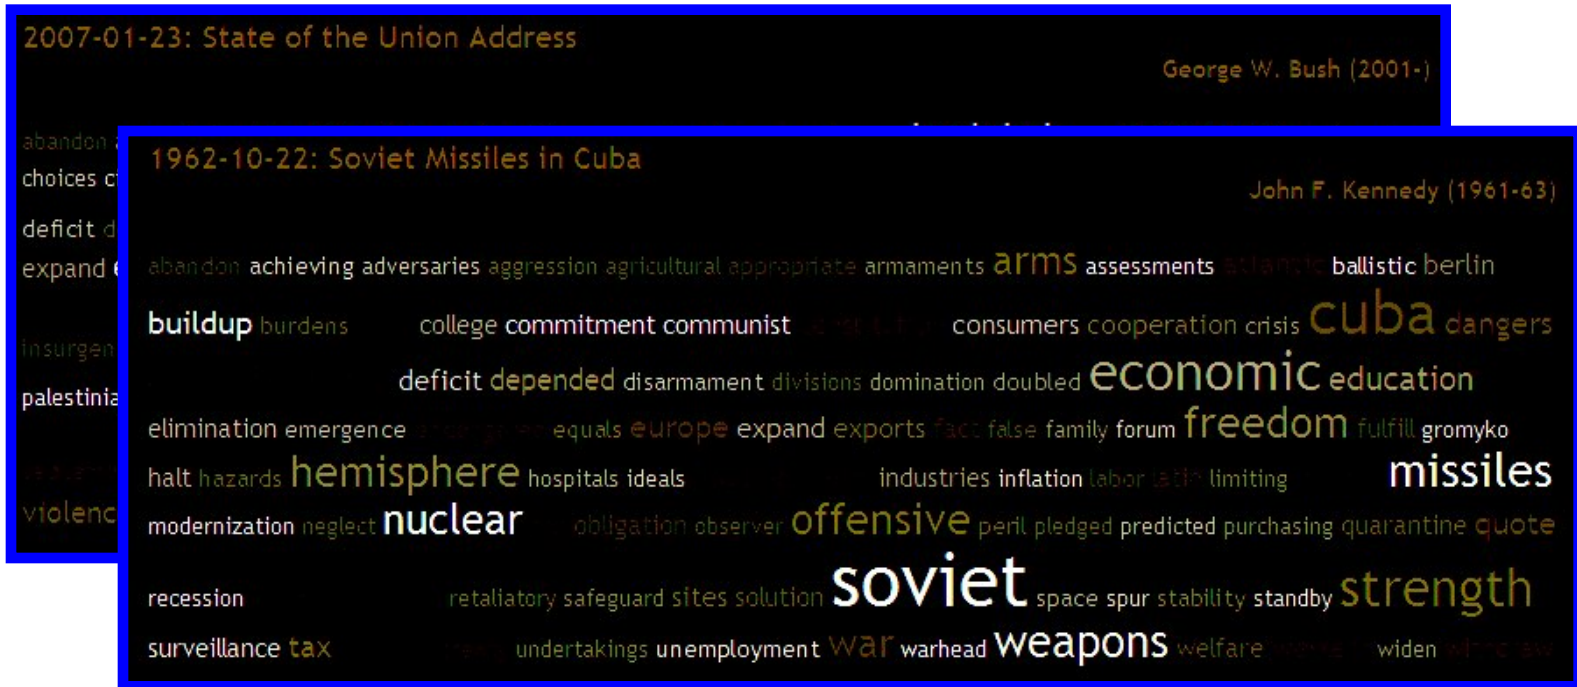 2007-01-23: State of the Union Address
George W. Bush (2001-)
abandon
choices
deficit
expand
violenc
1962-10-22: Soviet Missiles in Cuba
John F. Kennedy (1961-63)
abandon achieving adversaries aggression agricultural appropriate armaments arms assessments atlantic ballistic berlin
buildup burdens college commitment communist consumers cooperation crisis cuba dangers
deficit depended disarmament divisions domination doubled economic education
elimination emergence equals europe expand exports fact false family forum freedom fulfill gromyko
halt hazards hemisphere hospitals ideals industries inflation labor latin limiting missiles
modernization neglect nuclear obligation observer offensive peril pledged predicted purchasing quarantine quote
recession retaliatory safeguard sites solution soviet space spur stability standby strength
surveillance tax undertakings unemployment war warhead weapons welfare widen withdraw